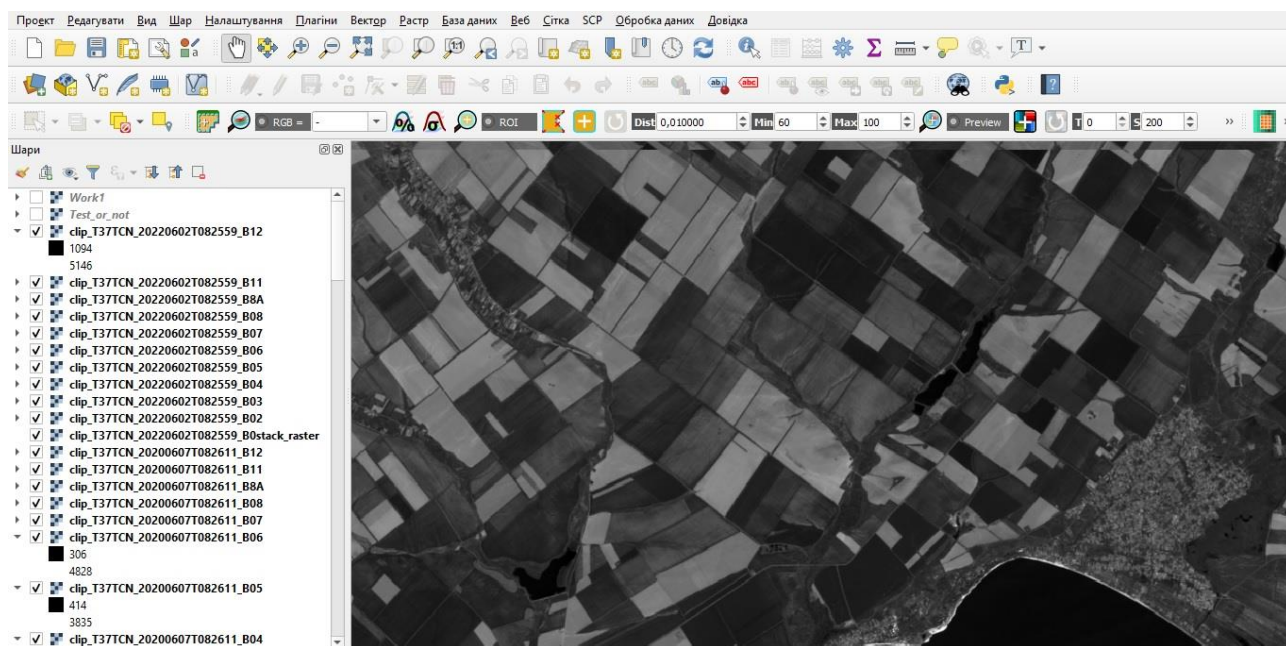 Проект Редагувати Вид Шар Налаштування Плагіни Вектор Растр База даних Веб Сітка SCP Обробка даних Довідка
RGB = - ROI Dist 0,010000 Min 60 Max 100 Preview T 0 S 200
Шари
Work1
Test_or_not
clip_T37TCN_20220602T082559_B12
1094
5146
clip_T37TCN_20220602T082559_B11
clip_T37TCN_20220602T082559_B8A
clip_T37TCN_20220602T082559_B08
clip_T37TCN_20220602T082559_B07
clip_T37TCN_20220602T082559_B06
clip_T37TCN_20220602T082559_B05
clip_T37TCN_20220602T082559_B04
clip_T37TCN_20220602T082559_B03
clip_T37TCN_20220602T082559_B02
clip_T37TCN_20220602T082559_B0stack_raster
clip_T37TCN_20200607T082611_B12
clip_T37TCN_20200607T082611_B11
clip_T37TCN_20200607T082611_B8A
clip_T37TCN_20200607T082611_B08
clip_T37TCN_20200607T082611_B07
clip_T37TCN_20200607T082611_B06
306
4828
clip_T37TCN_20200607T082611_B05
414
3835
clip_T37TCN_20200607T082611_B04